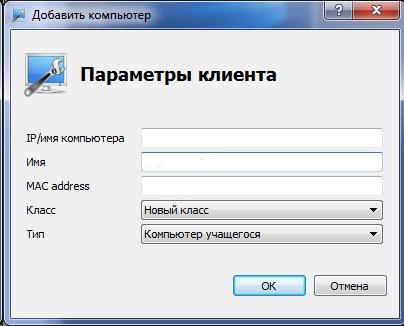 Добавить компьютер
Параметры клиента
IP/имя компьютера
Имя
MAC address
Класс
Новый класс
Тип
Компьютер учащегося
OK
Отмена